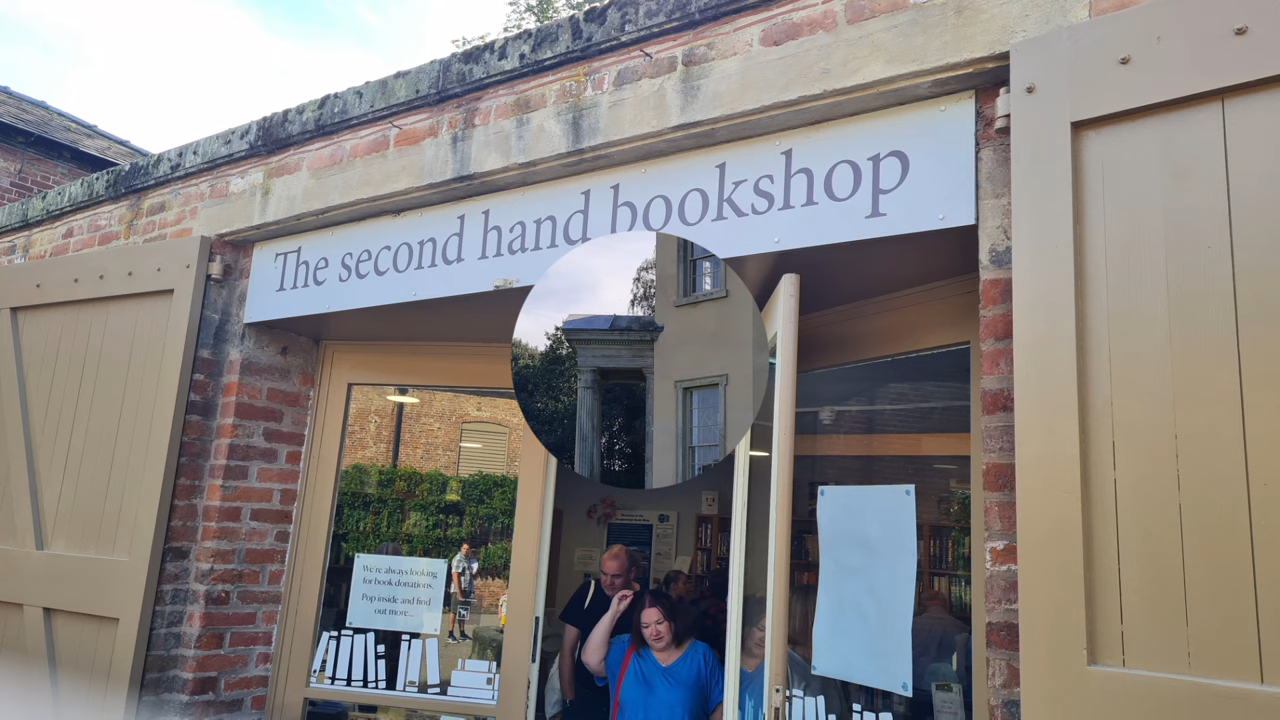 The second hand bookshop
We're always looking
for book donations.
Pop inside and find
out more...